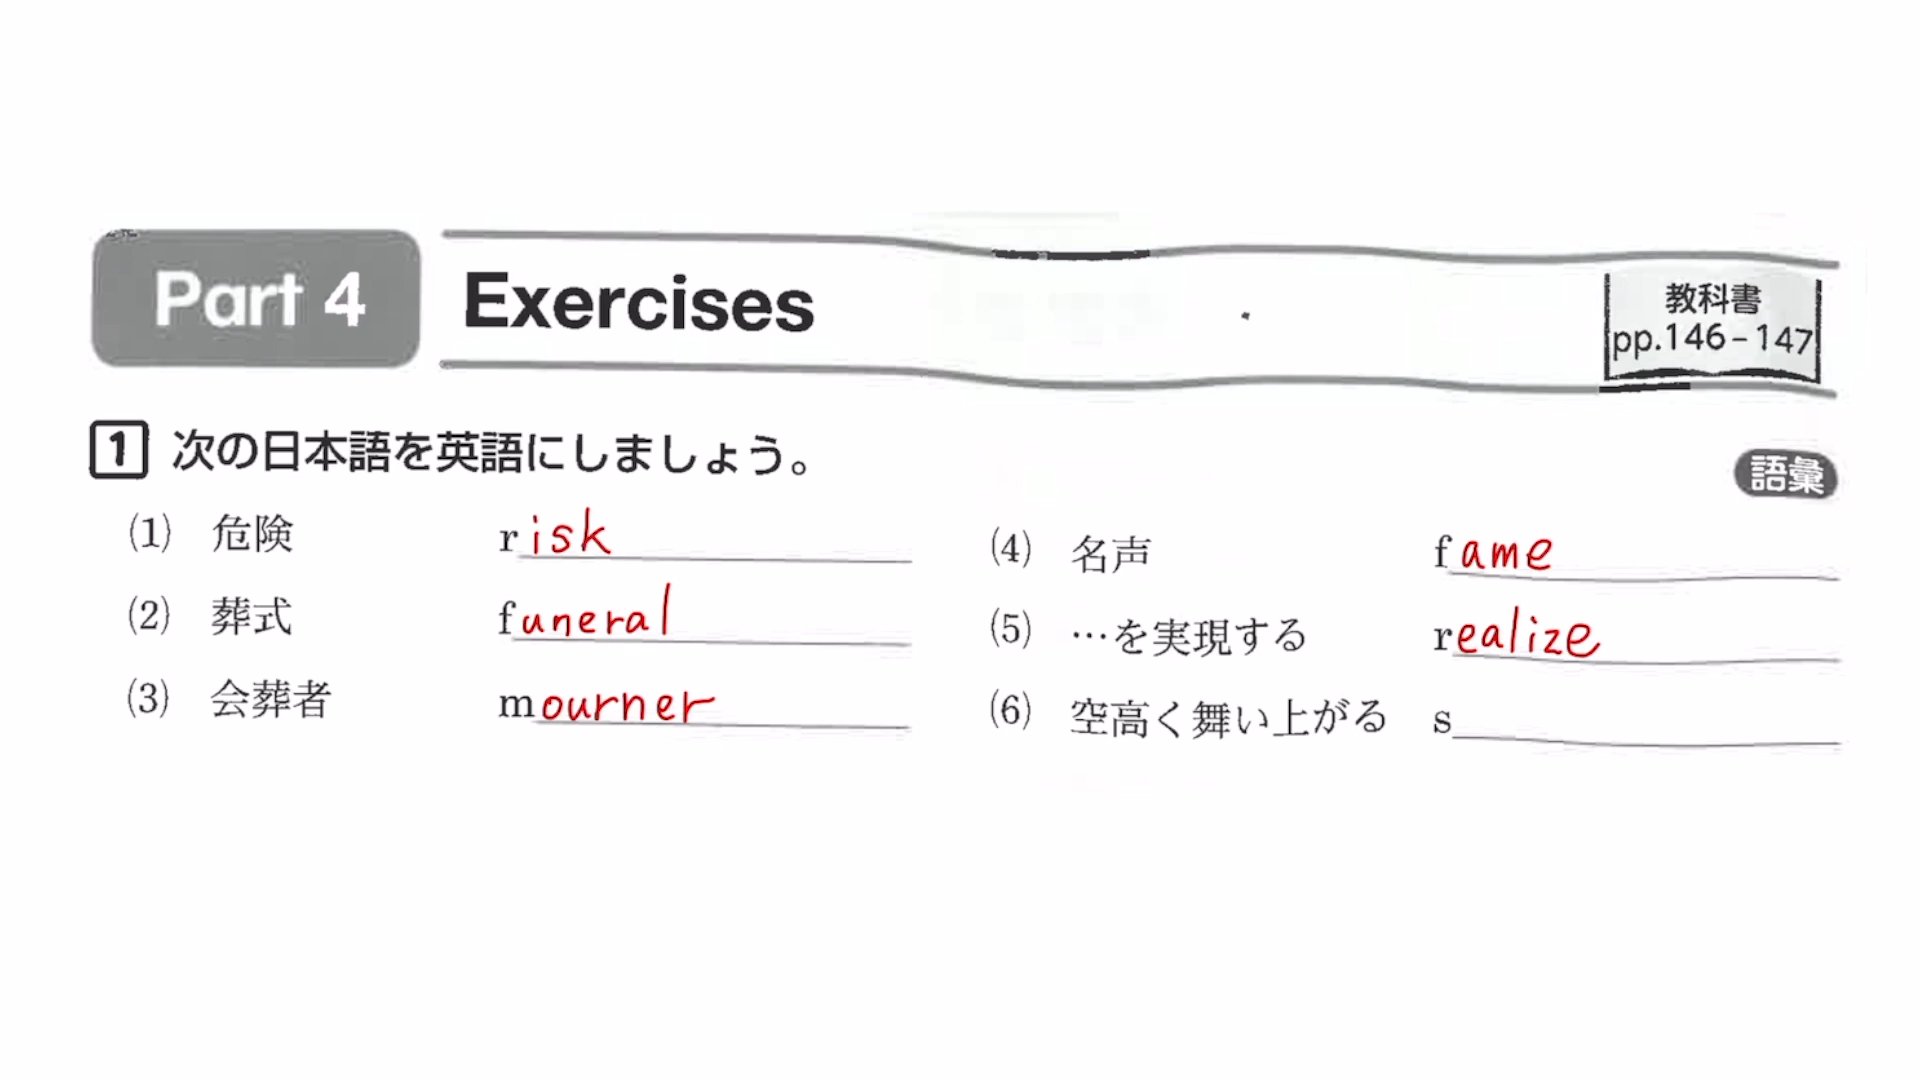 Part 4 Exercises
教科書
pp.146-147
1 次の日本語を英語にしましょう。
語彙
(1) 危険 risk
(2) 葬式 funeral
(3) 会葬者 mourner
(4) 名声 fame
(5) …を実現する realize
(6) 空高く舞い上がる s